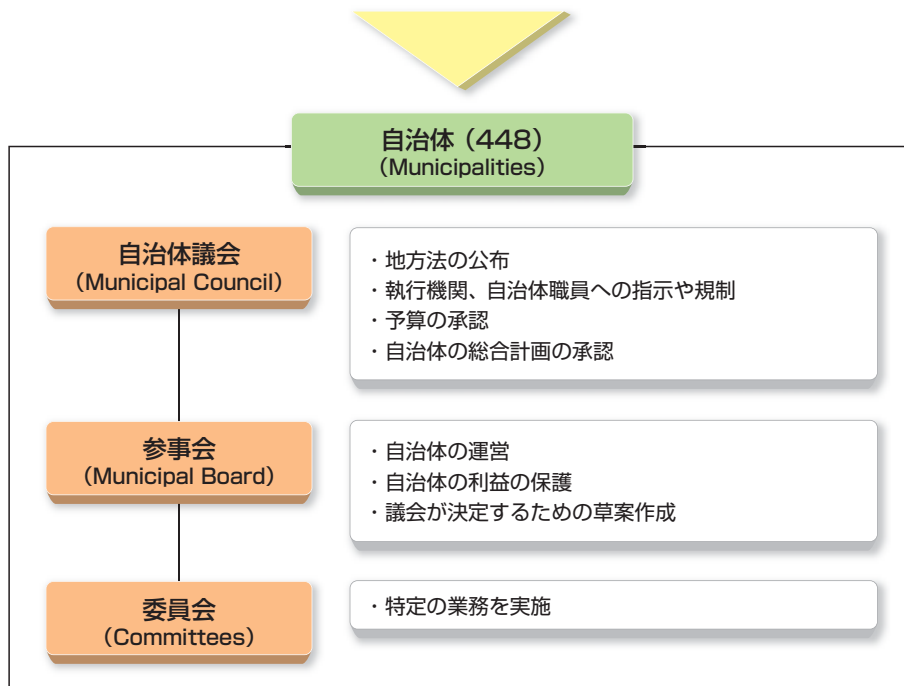 自治体（448）
（Municipalities）
自治体議会
（Municipal Council）
・地方法の公布
・執行機関、自治体職員への指示や規制
・予算の承認
・自治体の総合計画の承認
参事会
（Municipal Board）
・自治体の運営
・自治体の利益の保護
・議会が決定するための草案作成
委員会
（Committees）
・特定の業務を実施